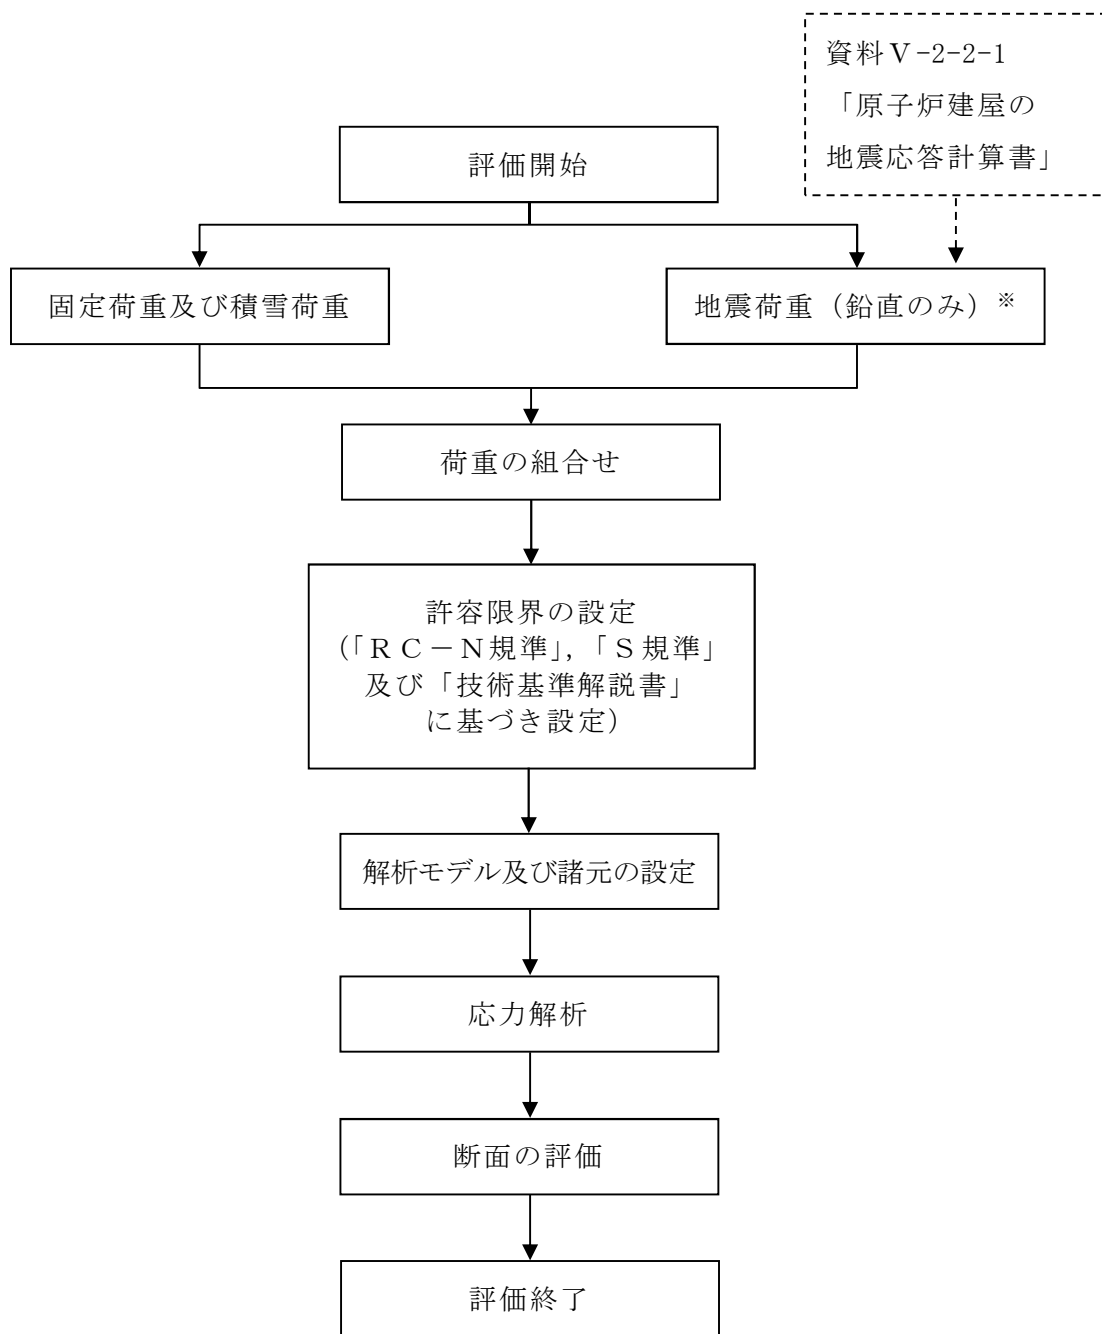 資料Ⅴ-2-2-1
「原子炉建屋の
地震応答計算書」
評価開始
固定荷重及び積雪荷重
地震荷重（鉛直のみ）※
荷重の組合せ
許容限界の設定
（「ＲＣ－Ｎ規準」，「Ｓ規準」
及び「技術基準解説書」
に基づき設定）
解析モデル及び諸元の設定
応力解析
断面の評価
評価終了